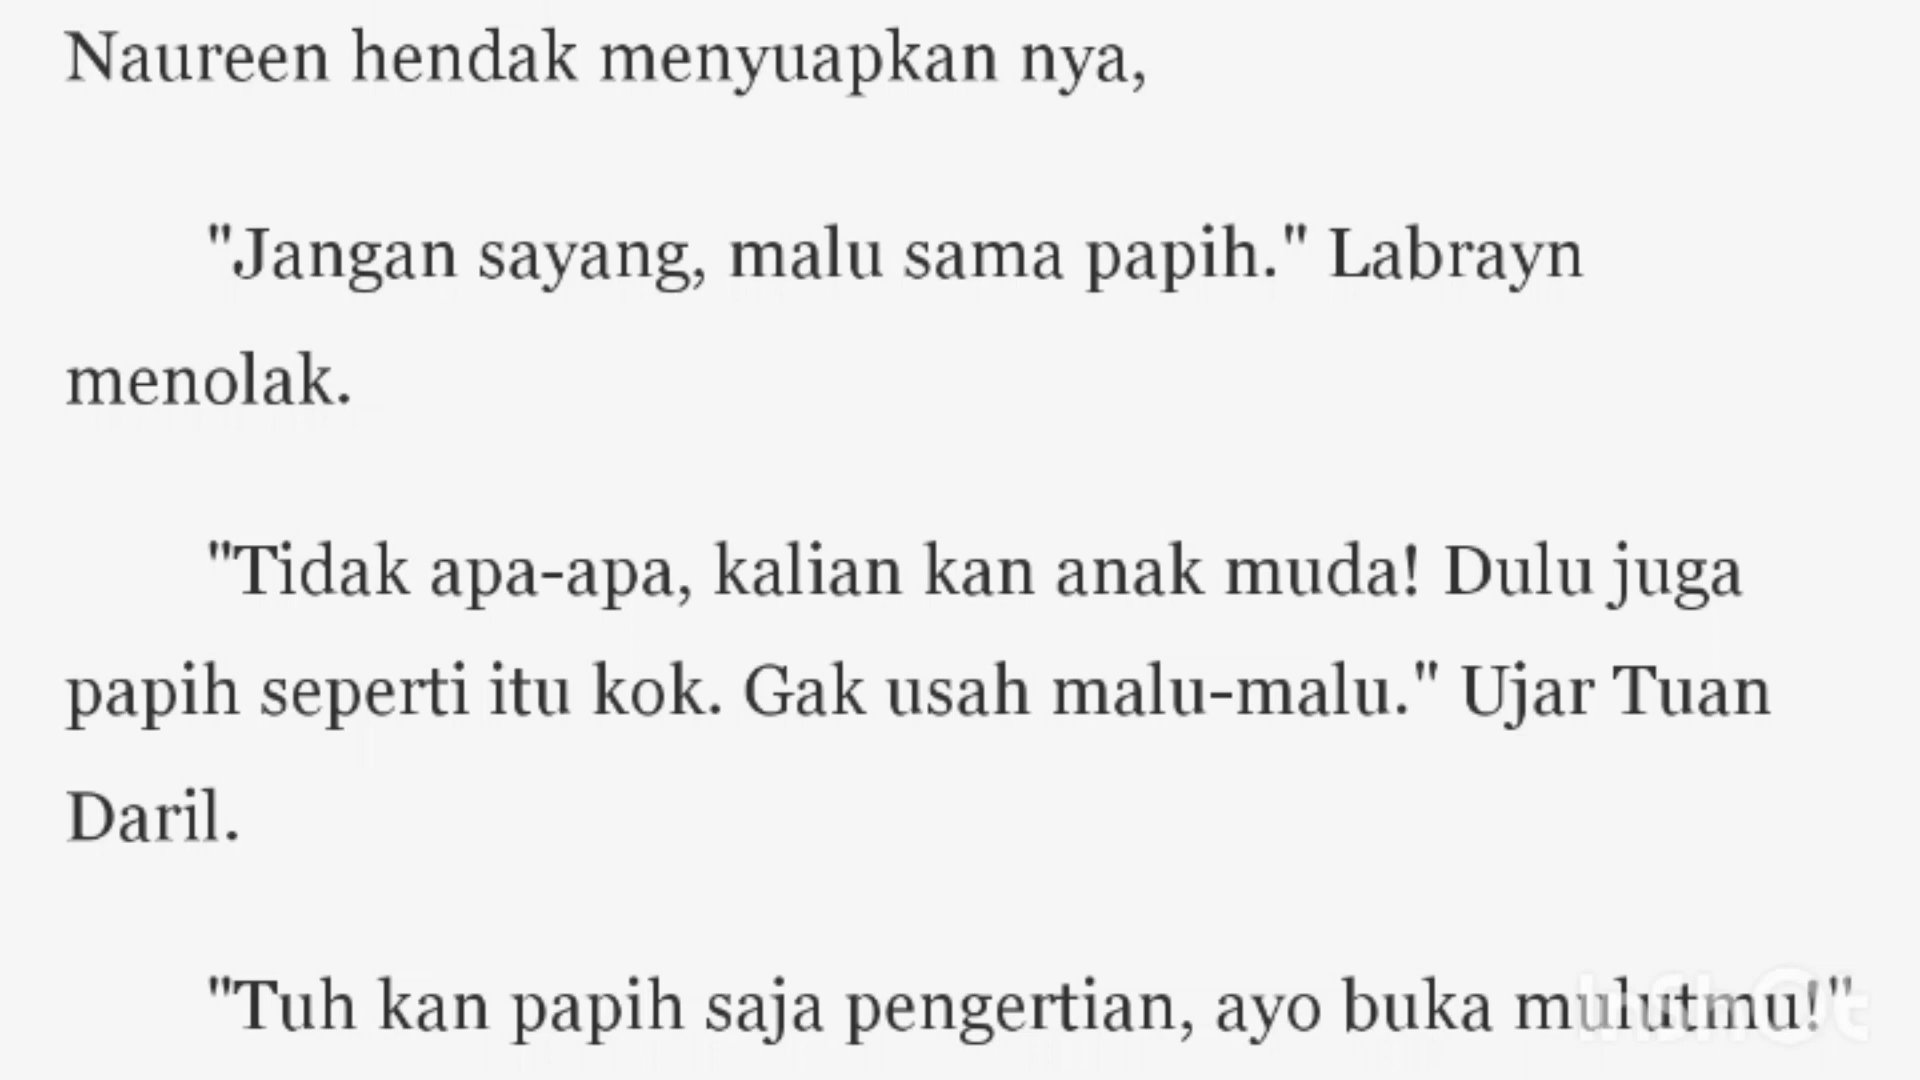 Naureen hendak menyuapkan nya,
"Jangan sayang, malu sama papih." Labrayn
menolak.
"Tidak apa-apa, kalian kan anak muda! Dulu juga
papih seperti itu kok. Gak usah malu-malu." Ujar Tuan
Daril.
"Tuh kan papih saja pengertian, ayo buka mulutmu!"
InShOt